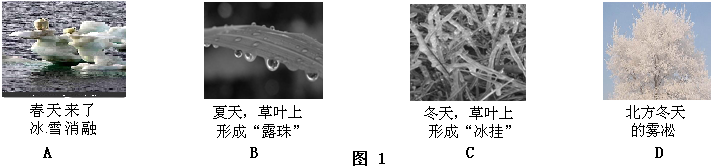 春天来了
冰雪消融
A
夏天，草叶上
形成“露珠”
B
冬天，草叶上
形成“冰挂”
C
北方冬天
的雾凇
D
图 1